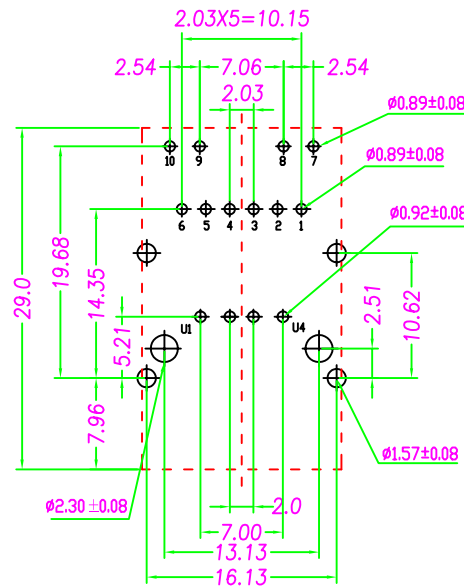 2.03X5=10.15
2.54 7.06 2.54
2.03
ø0.89±0.08
10 9 8 7
ø0.89±0.08
6 5 4 3 2 1
ø0.92±0.08
29.0 19.68 14.35 5.21 7.96
U1 U4
2.51 10.62
ø1.57±0.08
ø2.30±0.08
2.0
7.00
13.13
16.13